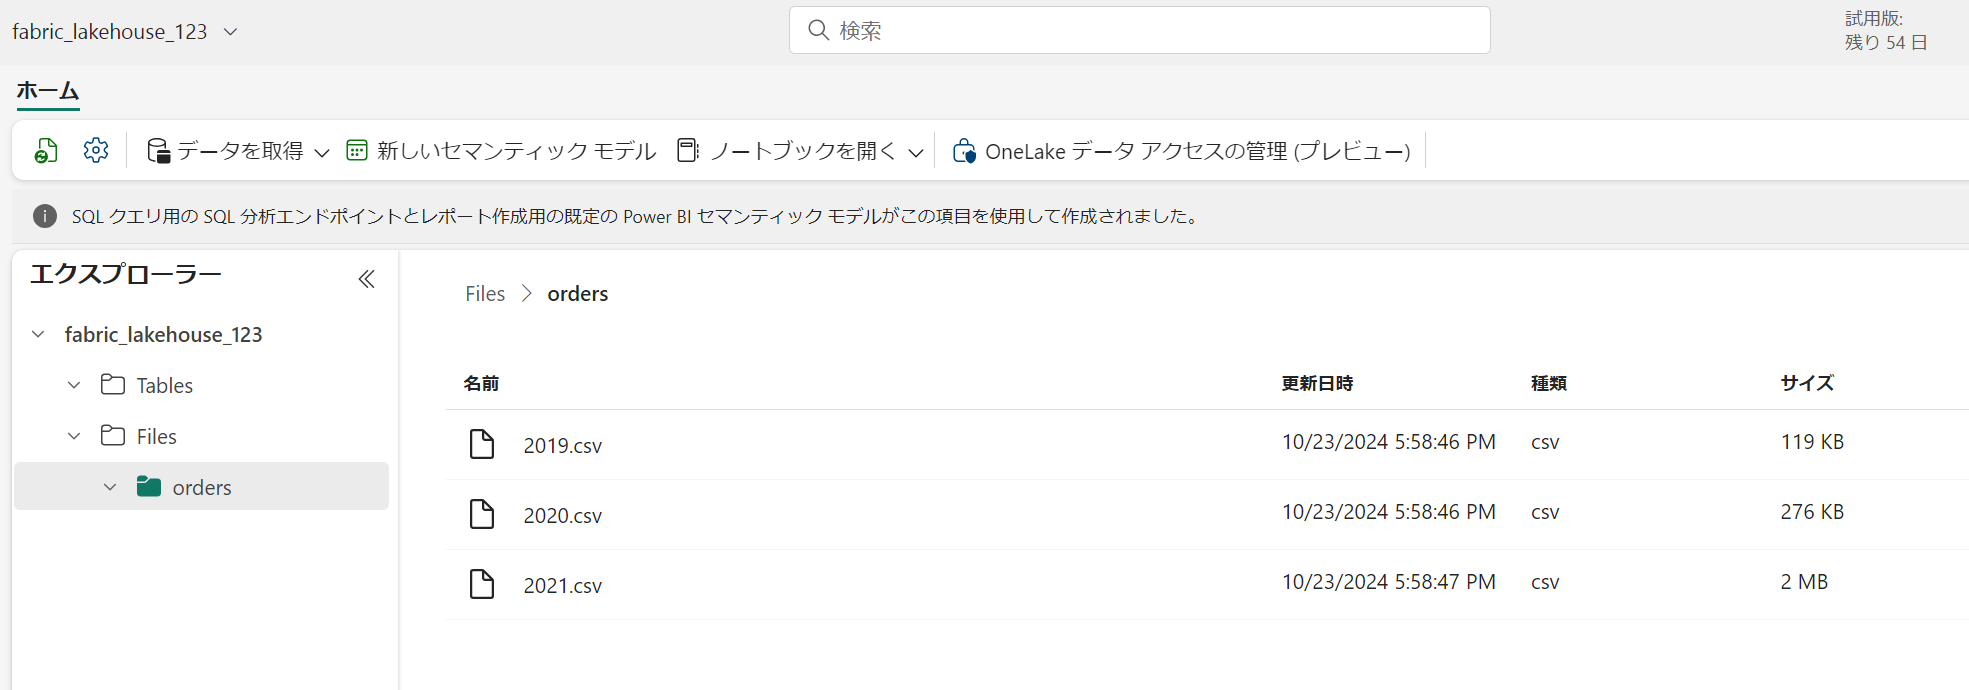 fabric_lakehouse_123
検索
試用版:
残り 54 日
ホーム
データを取得 新しいセマンティック モデル ノートブックを開く OneLake データ アクセスの管理 (プレビュー)
SQL クエリ用の SQL 分析エンドポイントとレポート作成用の既定の Power BI セマンティック モデルがこの項目を使用して作成されました。
エクスプローラー
fabric_lakehouse_123
Tables
Files
orders
Files > orders
名前 更新日時 種類 サイズ
2019.csv 10/23/2024 5:58:46 PM csv 119 KB
2020.csv 10/23/2024 5:58:46 PM csv 276 KB
2021.csv 10/23/2024 5:58:47 PM csv 2 MB